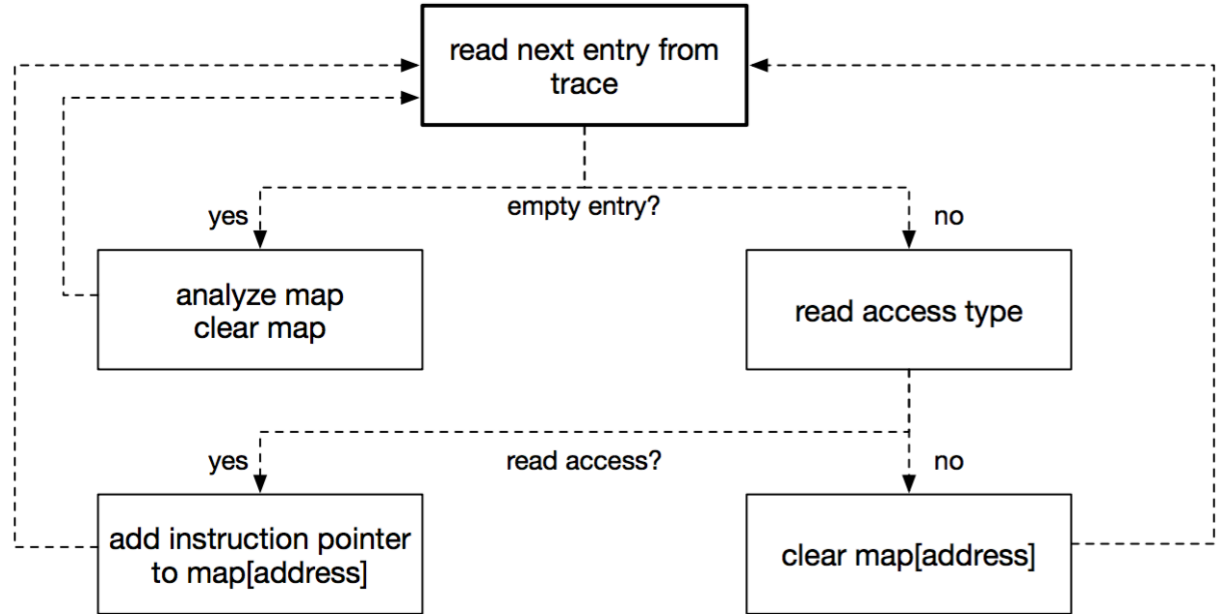 read next entry from
trace
empty entry?
yes
no
analyze map
clear map
read access type
yes
read access?
no
add instruction pointer
to map[address]
clear map[address]